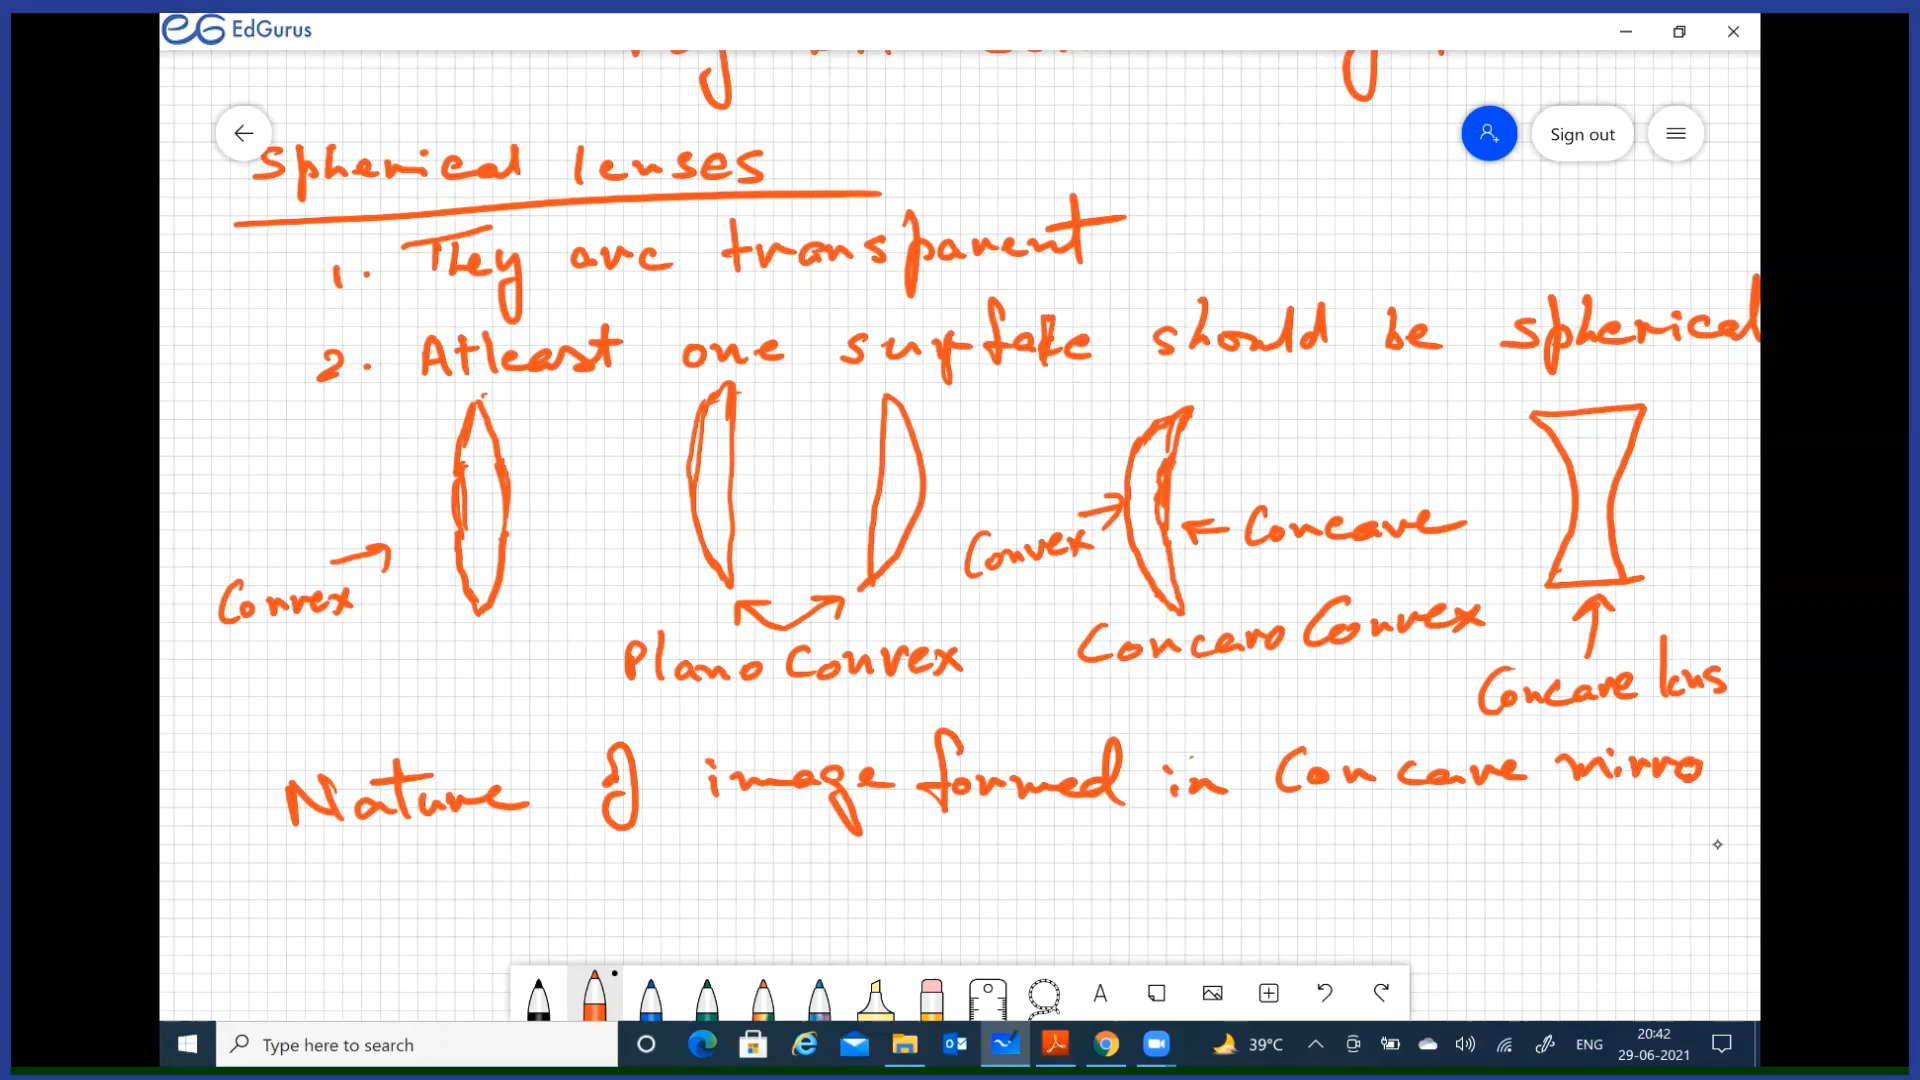 EdGurus
Sign out
Spherical lenses
1. They are transparent
2. Atleast one surface should be spherical
Convex
Plano Convex
Convex
Concave
Concavo Convex
Concave lens
Nature of image formed in Concave mirro
A
Type here to search
39°C
ENG
20:42
29-06-2021